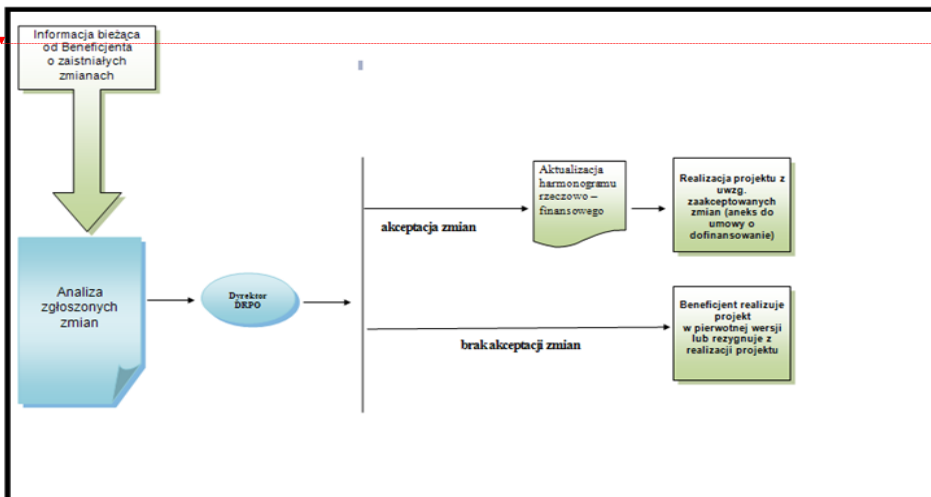 Informacja bieżąca
od Beneficjenta
o zaistniałych
zmianach
Analiza
zgłoszonych
zmian
Dyrektor
DRPO
akceptacja zmian
Aktualizacja
harmonogramu
rzeczowo –
finansowego
Realizacja projektu z
uwzg.
zaakceptowanych
zmian (aneks do
umowy o
dofinansowanie)
brak akceptacji zmian
Beneficjent realizuje
projekt
w pierwotnej wersji
lub rezygnuje z
realizacji projektu